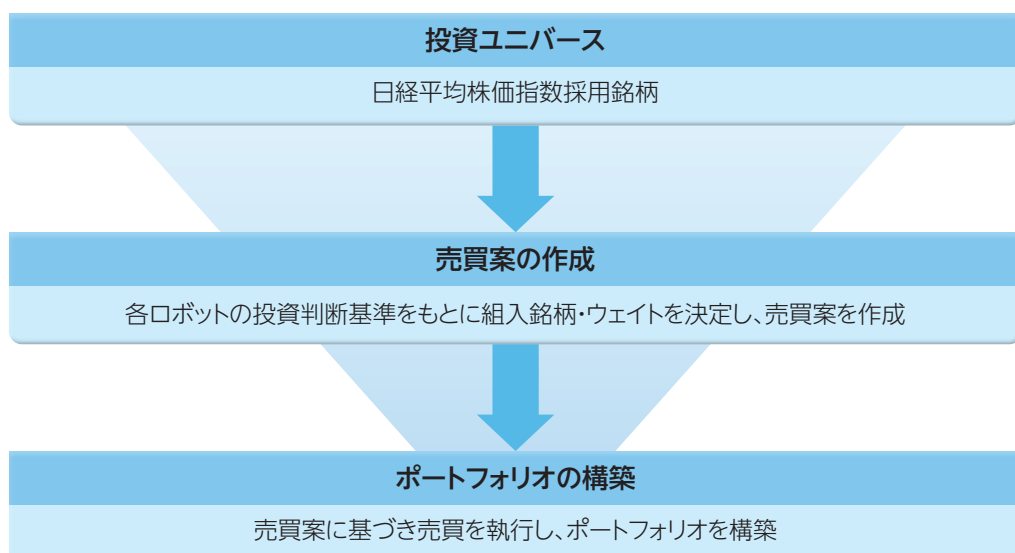 投資ユニバース
日経平均株価指数採用銘柄
売買案の作成
各ロボットの投資判断基準をもとに組入銘柄・ウェイトを決定し、売買案を作成
ポートフォリオの構築
売買案に基づき売買を執行し、ポートフォリオを構築